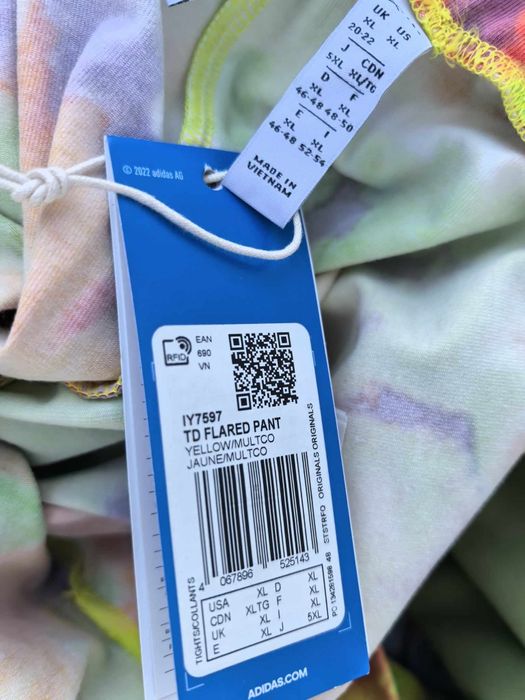 UK US
XL XL
20-22
J CDN
5XL XL/TG
D F
XL XL
46-48 48-50
E I
XL XL
46-48 52-54
MADE IN
VIETNAM
© 2022 adidas AG
RFID
EAN
690
VN
IY7597
TD FLARED PANT
YELLOW/MULTCO
JAUNE/MULTCO
4 067896 525143
TIGHTS/COLLANTS
STSTRFO ORIGINALS ORIGINALS
USA XL D XL
CDN XLTG F XL
UK XL I XL
E XL J 5XL
ADIDAS.COM